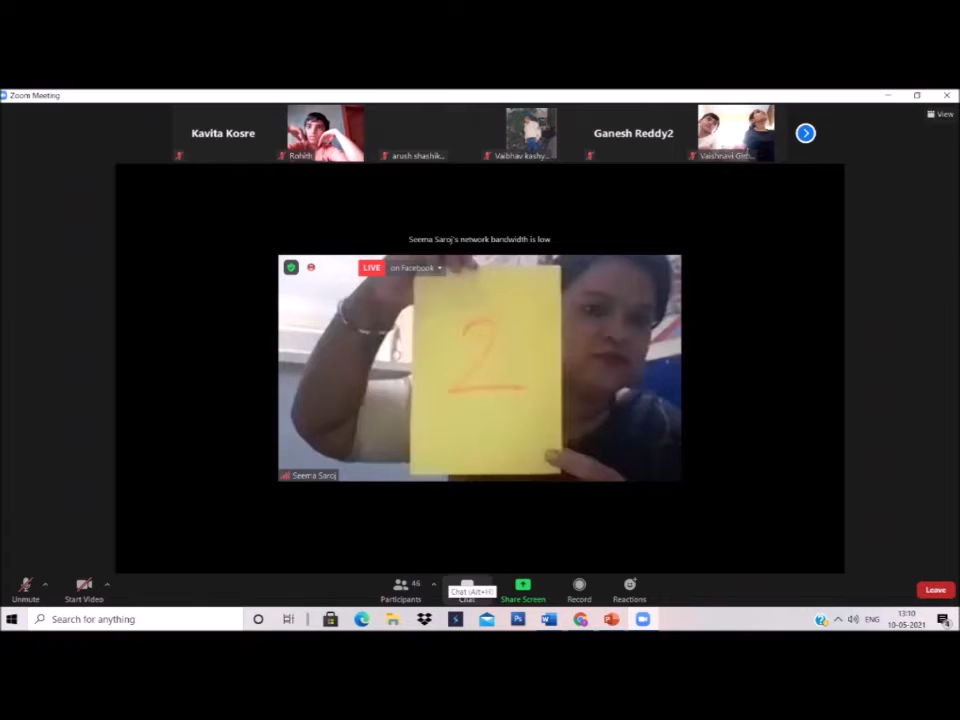 Zoom Meeting
View
Kavita Kosre
Ganesh Reddy2
Rohith
arush shashik...
Vaibhav kashy...
Vaishnavi Giri...
Seema Saroj's network bandwidth is low
LIVE on Facebook
2
Seema Saroj
46
Unmute
Start Video
Participants
Chat (Alt+H)
Chat
Share Screen
Record
Reactions
Leave
Search for anything
Ps
W
P
ENG
13:10
10-05-2021
4